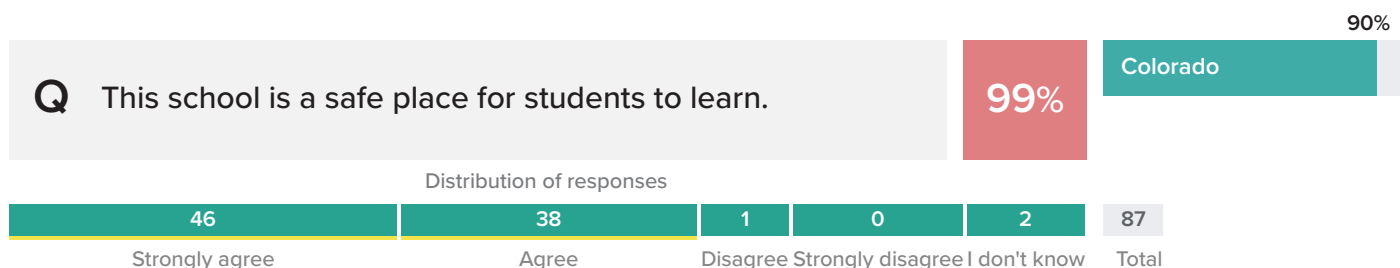 90%
Q This school is a safe place for students to learn.
99%
Colorado
Distribution of responses
46 38 1 0 2 87
Strongly agree Agree Disagree Strongly disagree I don't know Total